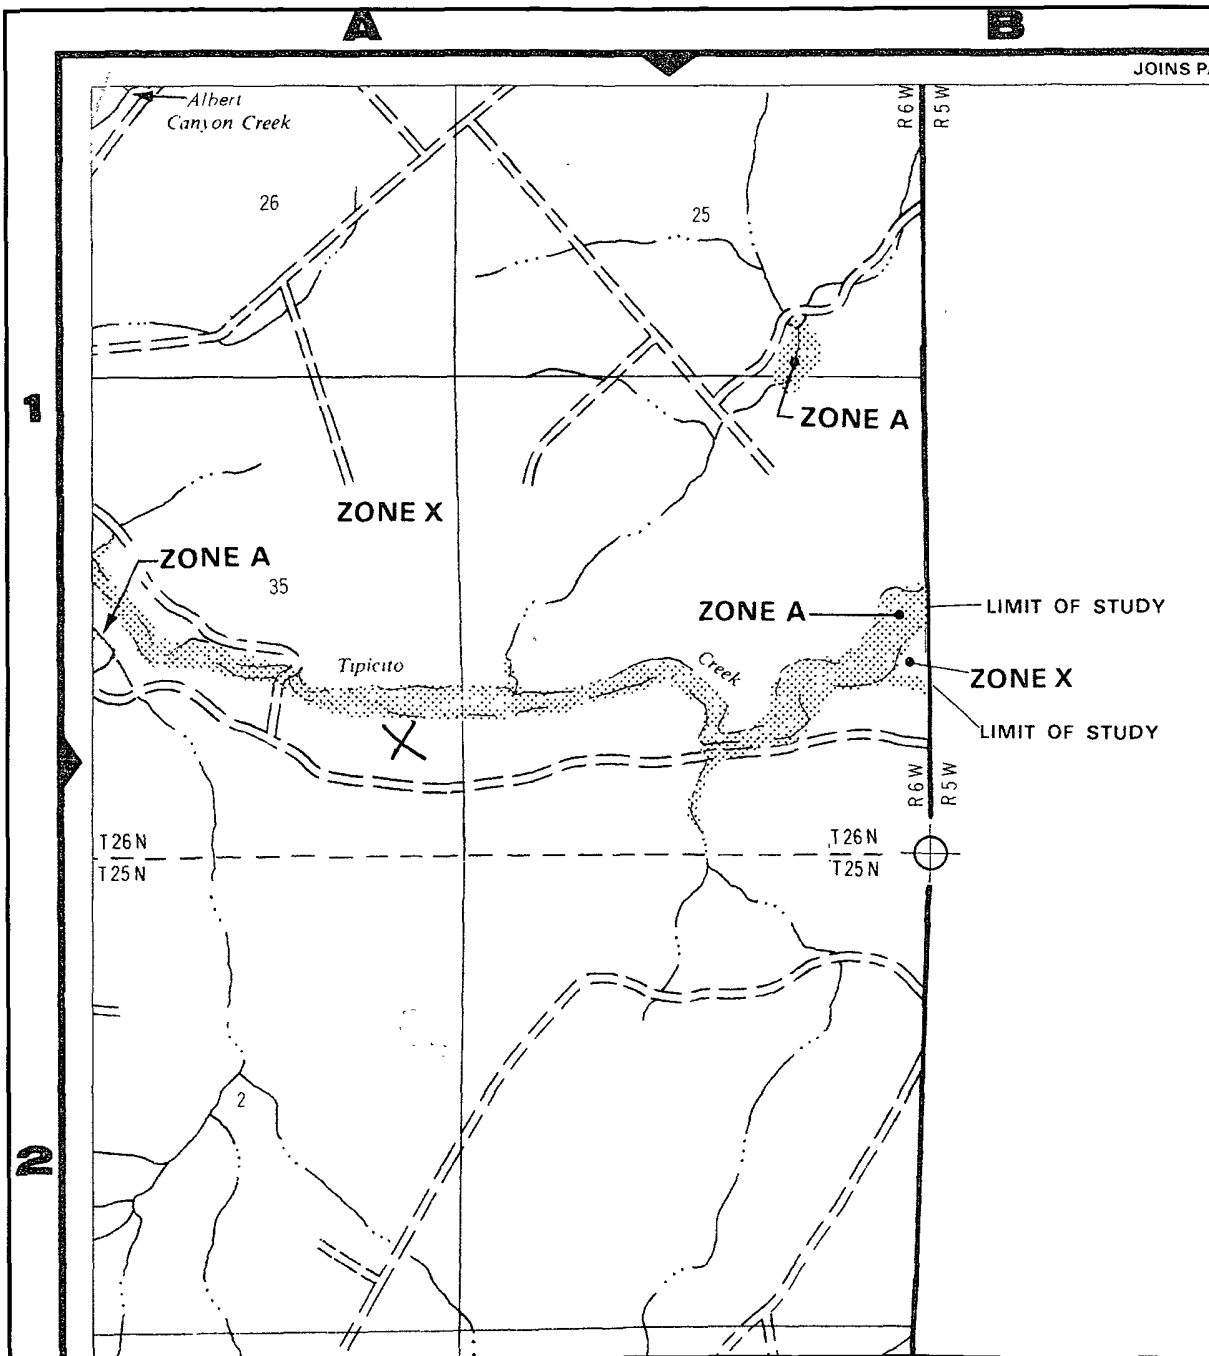 A
B
JOINS PA
Albert
Canyon Creek
R6W
R5W
26
25
1
ZONE A
ZONE X
ZONE A
35
ZONE A
LIMIT OF STUDY
Tipicito
Creek
ZONE X
LIMIT OF STUDY
X
R6W
R5W
T26N
T26N
T25N
T25N
2
2